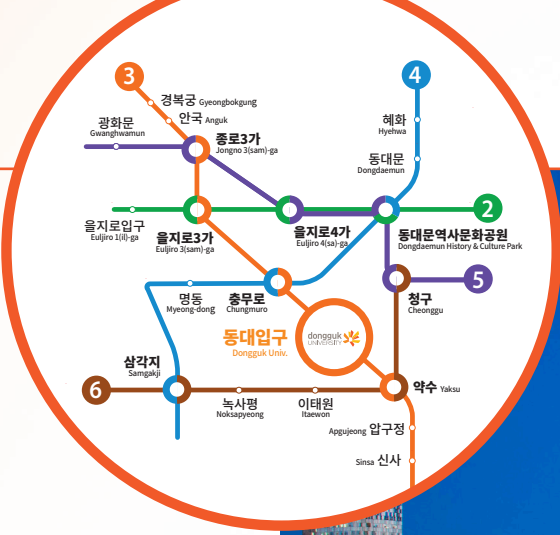 3
4
경복궁 Gyeongbokgung
안국 Anguk
광화문
Gwanghwamun
종로3가
Jongno 3(sam)-ga
혜화
Hyehwa
동대문
Dongdaemun
2
을지로입구
Euljiro 1(il)-ga
을지로3가
Euljiro 3(sam)-ga
을지로4가
Euljiro 4(sa)-ga
동대문역사문화공원
Dongdaemun History & Culture Park
5
명동
Myeong-dong
충무로
Chungmuro
청구
Cheonggu
동대입구
Dongguk Univ.
dongguk
UNIVERSITY
삼각지
Samgakji
6
녹사평
Noksapyeong
이태원
Itaewon
약수 Yaksu
Apgujeong 압구정
Sinsa 신사